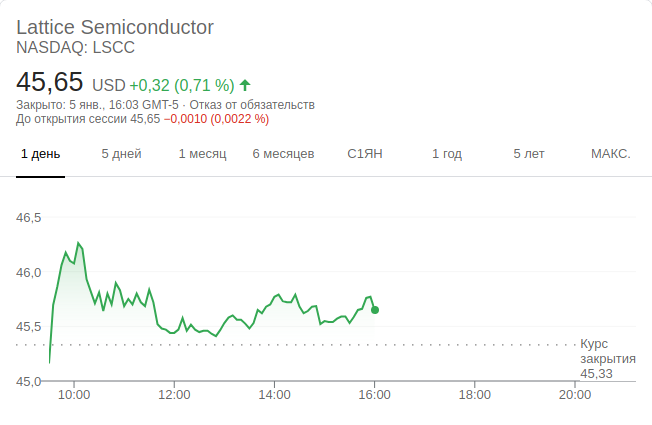 Lattice Semiconductor
NASDAQ: LSCC
45,65 USD +0,32 (0,71 %)
Закрыто: 5 янв., 16:03 GMT-5 · Отказ от обязательств
До открытия сессии 45,65 −0,0010 (0,0022 %)
1 день 5 дней 1 месяц 6 месяцев С1ЯН 1 год 5 лет МАКС.
46,5
46,0
45,5
Курс
закрытия
45,33
45,0
10:00 12:00 14:00 16:00 18:00 20:00